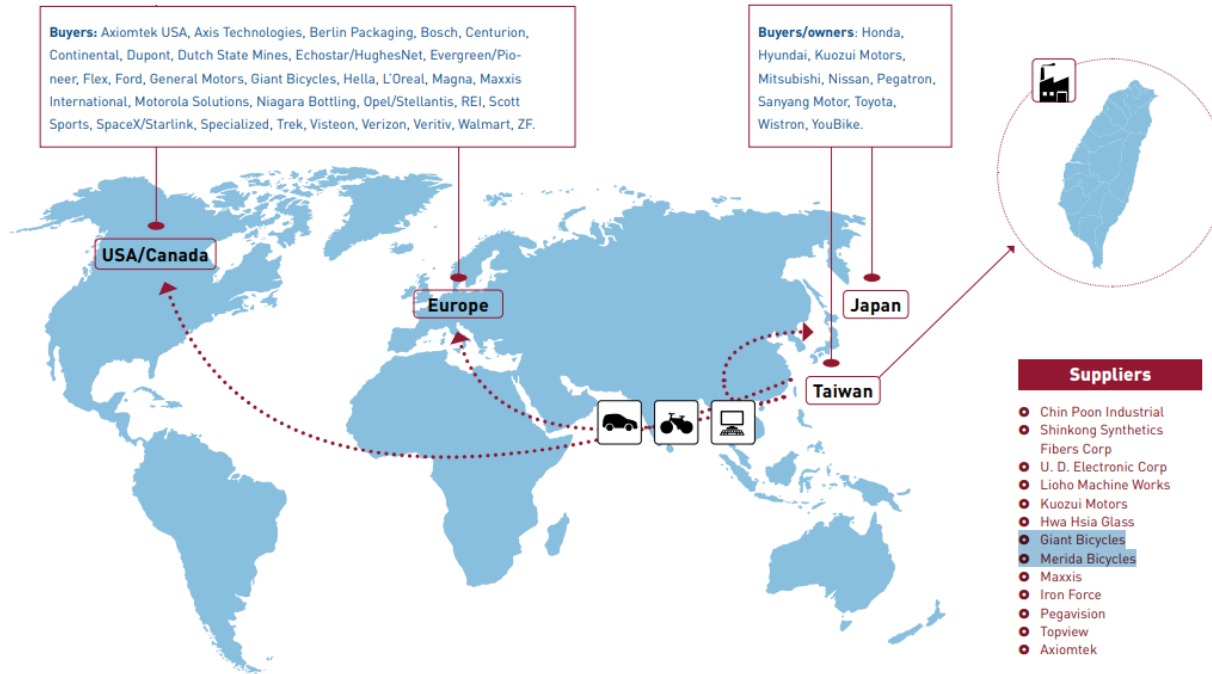 Buyers: Axiomtek USA, Axis Technologies, Berlin Packaging, Bosch, Centurion,
Continental, Dupont, Dutch State Mines, Echostar/HughesNet, Evergreen/Pio-
neer, Flex, Ford, General Motors, Giant Bicycles, Hella, L’Oreal, Magna, Maxxis
International, Motorola Solutions, Niagara Bottling, Opel/Stellantis, REI, Scott
Sports, SpaceX/Starlink, Specialized, Trek, Visteon, Verizon, Veritiv, Walmart, ZF.
Buyers/owners: Honda,
Hyundai, Kuozui Motors,
Mitsubishi, Nissan, Pegatron,
Sanyang Motor, Toyota,
Wistron, YouBike.
USA/Canada
Europe
Japan
Taiwan
Suppliers
Chin Poon Industrial
Shinkong Synthetics
Fibers Corp
U. D. Electronic Corp
Lioho Machine Works
Kuozui Motors
Hwa Hsia Glass
Giant Bicycles
Merida Bicycles
Maxxis
Iron Force
Pegavision
Topview
Axiomtek